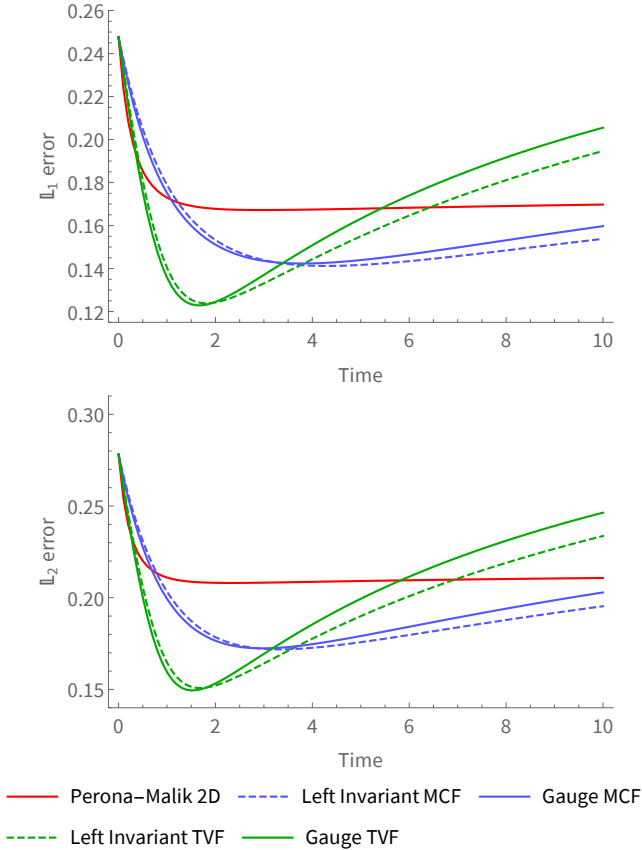 0.26
0.24
0.22
0.20
0.18
0.16
0.14
0.12
𝕃1 error
0 2 4 6 8 10
Time
0.30
0.25
0.20
0.15
𝕃2 error
0 2 4 6 8 10
Time
Perona–Malik 2D Left Invariant MCF Gauge MCF
Left Invariant TVF Gauge TVF